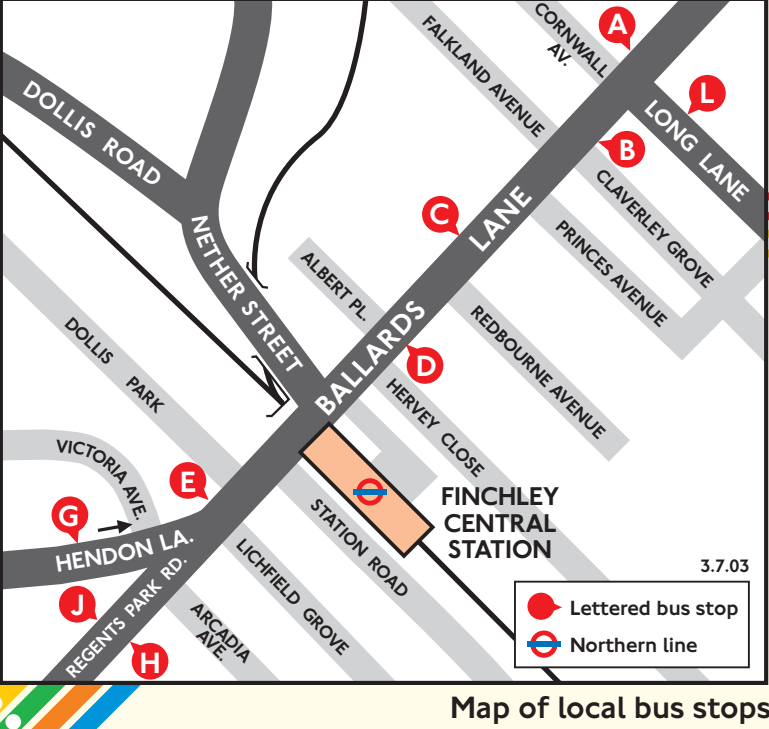 A
CORNWALL
AV.
FALKLAND AVENUE
L
LONG LANE
DOLLIS ROAD
B
CLAVERLEY GROVE
C
LANE
PRINCES AVENUE
NETHER STREET
ALBERT PL.
BALLARDS
REDBOURNE AVENUE
DOLLIS PARK
D
HERVEY CLOSE
VICTORIA AVE.
E
G
FINCHLEY
CENTRAL
STATION
STATION ROAD
HENDON LA.
LICHFIELD GROVE
REGENTS PARK RD.
J
ARCADIA
AVE.
H
3.7.03
Lettered bus stop
Northern line
Map of local bus stops